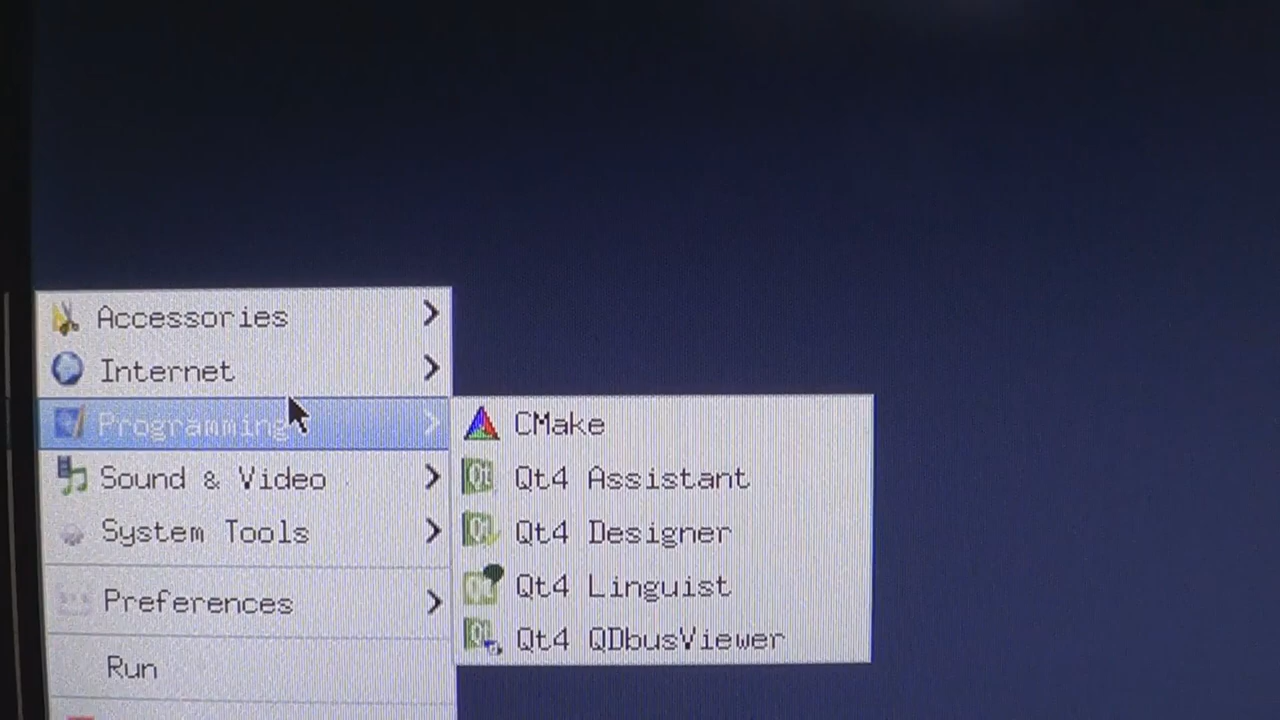 Accessories
Internet
Programming
Sound & Video
System Tools
Preferences
Run
CMake
Qt4 Assistant
Qt4 Designer
Qt4 Linguist
Qt4 QDbusViewer